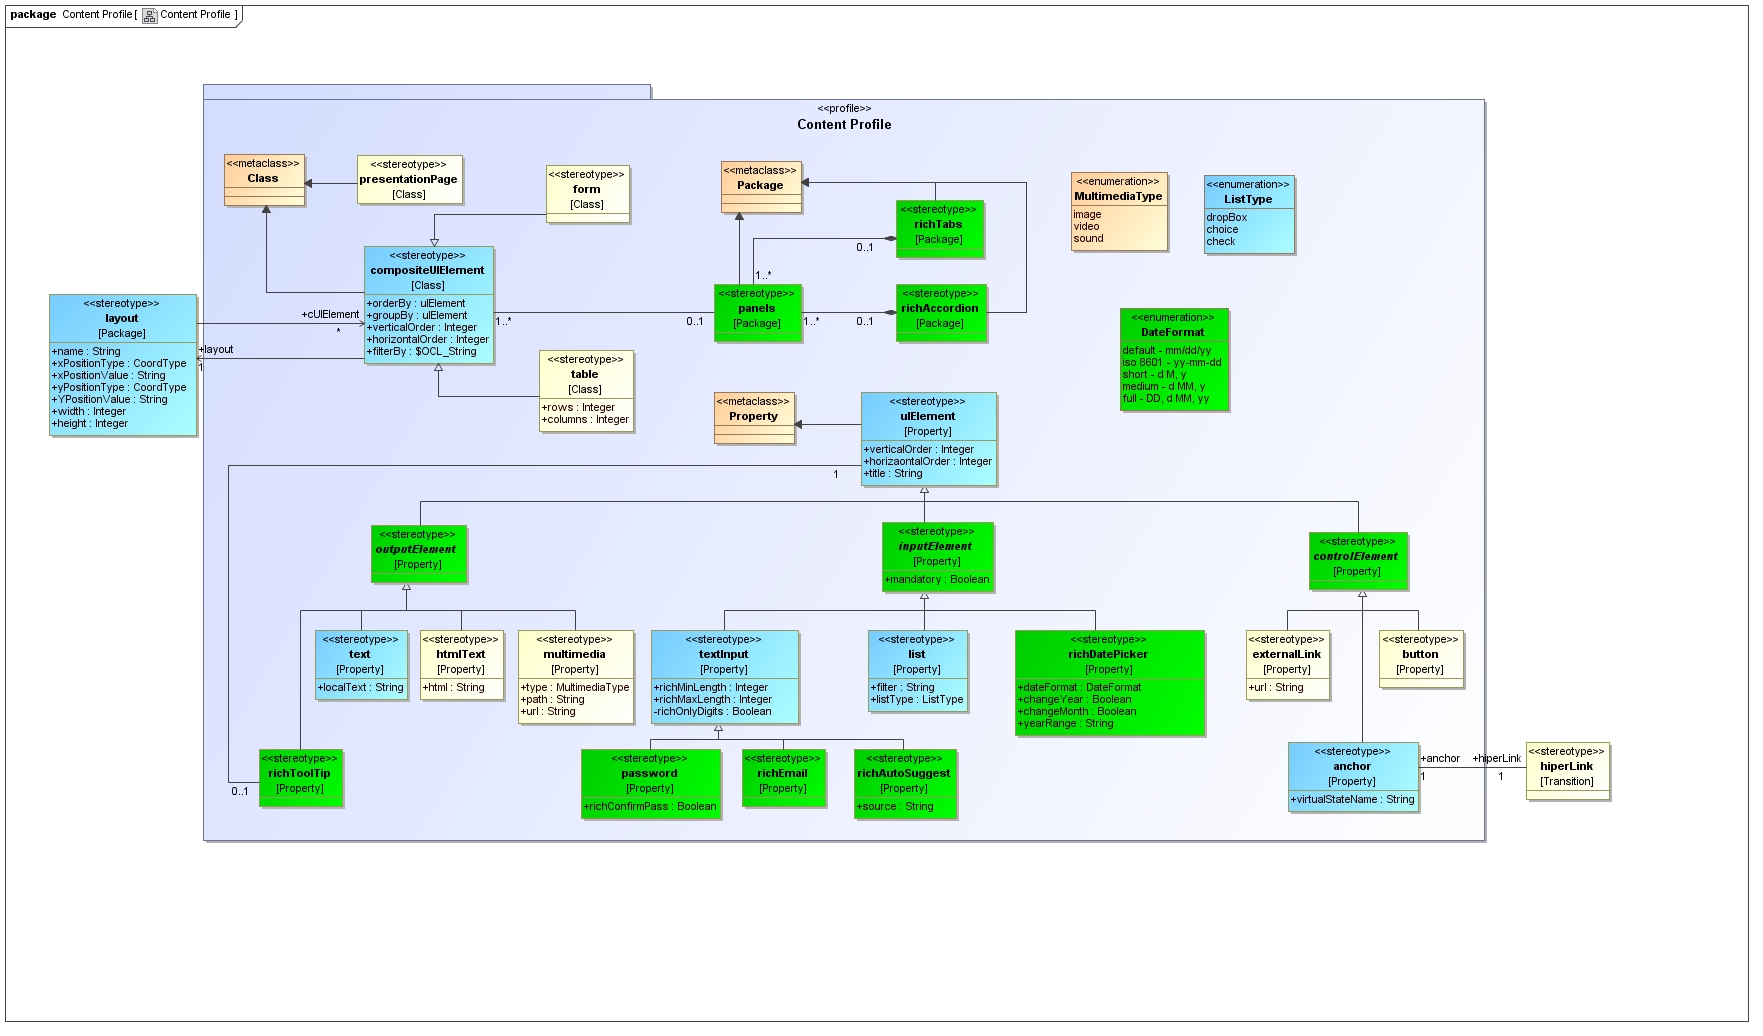 package Content Profile [ Content Profile ]
<<profile>>
Content Profile
<<metaclass>>
Class
<<stereotype>>
presentationPage
[Class]
<<stereotype>>
form
[Class]
<<metaclass>>
Package
<<stereotype>>
richTabs
[Package]
<<enumeration>>
MultimediaType
image
video
sound
<<enumeration>>
ListType
dropBox
choice
check
<<stereotype>>
compositeUIElement
[Class]
+orderBy : uIElement
+groupBy : uIElement
+verticalOrder : Integer
+horizontalOrder : Integer
+filterBy : $OCL_String
<<stereotype>>
layout
[Package]
+name : String
+xPositionType : CoordType
+xPositionValue : String
+yPositionType : CoordType
+YPositionValue : String
+width : Integer
+height : Integer
+cUIElement
*
+layout
1
1..*
0..1
0..1
1..*
<<stereotype>>
panels
[Package]
1..*
0..1
<<stereotype>>
richAccordion
[Package]
<<enumeration>>
DateFormat
default - mm/dd/yy
iso 8601 - yy-mm-dd
short - d M, y
medium - d MM, y
full - DD, d MM, yy
<<stereotype>>
table
[Class]
+rows : Integer
+columns : Integer
<<metaclass>>
Property
<<stereotype>>
uIElement
[Property]
+verticalOrder : Integer
+horizaontalOrder : Integer
+title : String
1
<<stereotype>>
outputElement
[Property]
<<stereotype>>
inputElement
[Property]
+mandatory : Boolean
<<stereotype>>
controlElement
[Property]
<<stereotype>>
text
[Property]
+localText : String
<<stereotype>>
htmlText
[Property]
+html : String
<<stereotype>>
multimedia
[Property]
+type : MultimediaType
+path : String
+url : String
<<stereotype>>
textInput
[Property]
+richMinLength : Integer
+richMaxLength : Integer
-richOnlyDigits : Boolean
<<stereotype>>
list
[Property]
+filter : String
+listType : ListType
<<stereotype>>
richDatePicker
[Property]
+dateFormat : DateFormat
+changeYear : Boolean
+changeMonth : Boolean
+yearRange : String
<<stereotype>>
externalLink
[Property]
+url : String
<<stereotype>>
button
[Property]
<<stereotype>>
richToolTip
[Property]
0..1
<<stereotype>>
password
[Property]
+richConfirmPass : Boolean
<<stereotype>>
richEmail
[Property]
<<stereotype>>
richAutoSuggest
[Property]
+source : String
<<stereotype>>
anchor
[Property]
+virtualStateName : String
+anchor
1
+hiperLink
1
<<stereotype>>
hiperLink
[Transition]